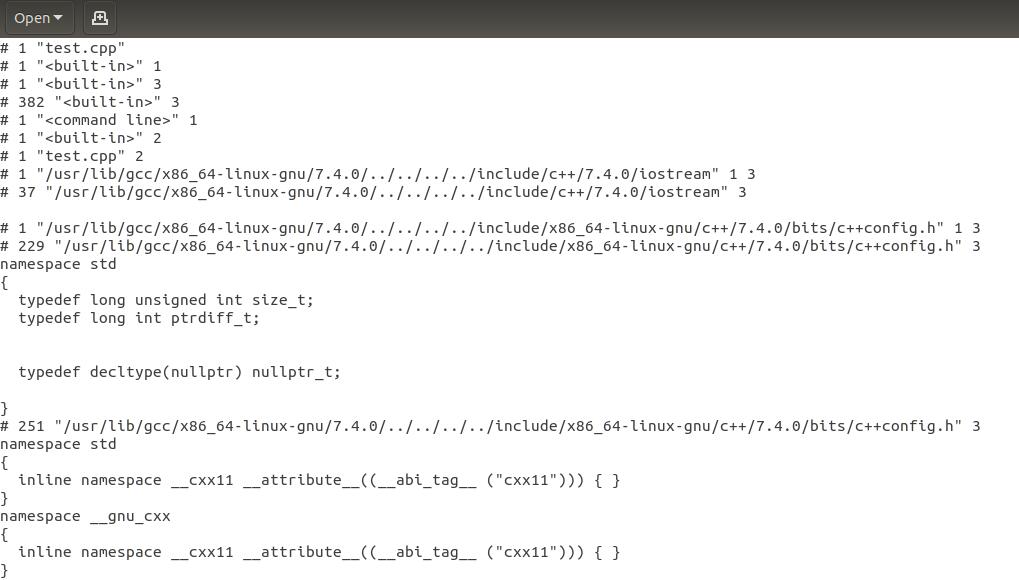 Open
# 1 "test.cpp"
# 1 "<built-in>" 1
# 1 "<built-in>" 3
# 382 "<built-in>" 3
# 1 "<command line>" 1
# 1 "<built-in>" 2
# 1 "test.cpp" 2
# 1 "/usr/lib/gcc/x86_64-linux-gnu/7.4.0/../../../../include/c++/7.4.0/iostream" 1 3
# 37 "/usr/lib/gcc/x86_64-linux-gnu/7.4.0/../../../../include/c++/7.4.0/iostream" 3
# 1 "/usr/lib/gcc/x86_64-linux-gnu/7.4.0/../../../../include/x86_64-linux-gnu/c++/7.4.0/bits/c++config.h" 1 3
# 229 "/usr/lib/gcc/x86_64-linux-gnu/7.4.0/../../../../include/x86_64-linux-gnu/c++/7.4.0/bits/c++config.h" 3
namespace std
{
  typedef long unsigned int size_t;
  typedef long int ptrdiff_t;
  typedef decltype(nullptr) nullptr_t;
}
# 251 "/usr/lib/gcc/x86_64-linux-gnu/7.4.0/../../../../include/x86_64-linux-gnu/c++/7.4.0/bits/c++config.h" 3
namespace std
{
  inline namespace __cxx11 __attribute__((__abi_tag__ ("cxx11"))) { }
}
namespace __gnu_cxx
{
  inline namespace __cxx11 __attribute__((__abi_tag__ ("cxx11"))) { }
}